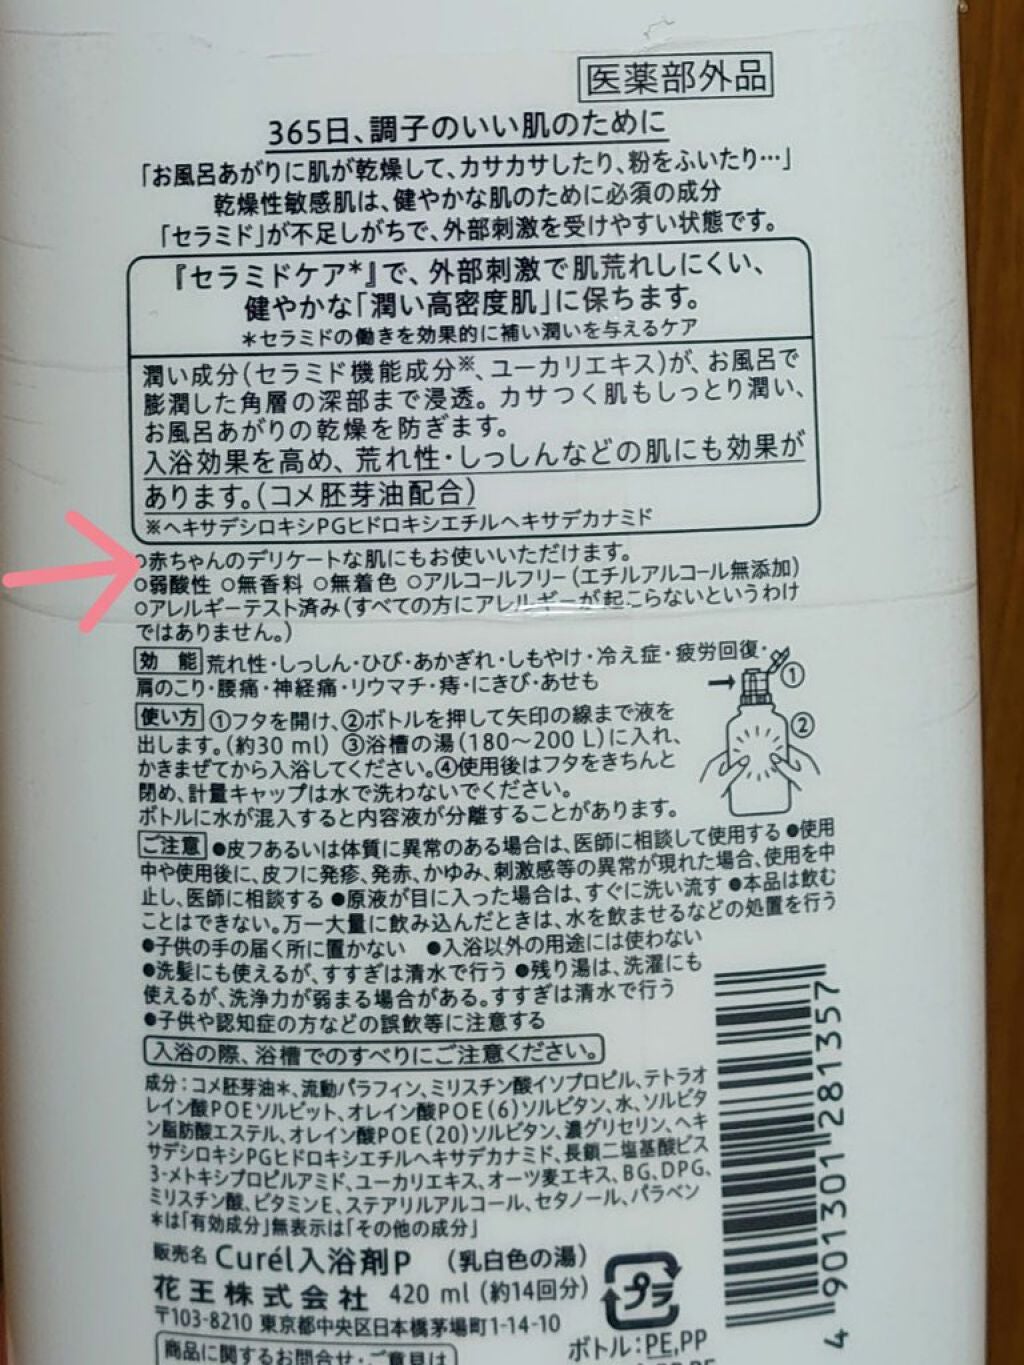 医薬部外品
365日、調子のいい肌のために
「お風呂あがりに肌が乾燥して、カサカサしたり、粉をふいたり…」
乾燥性敏感肌は、健やかな肌のために必須の成分
「セラミド」が不足しがちで、外部刺激を受けやすい状態です。
『セラミドケア*』で、外部刺激で肌荒れしにくい、
健やかな「潤い高密度肌」に保ちます。
*セラミドの働きを効果的に補い潤いを与えるケア
潤い成分(セラミド機能成分※、ユーカリエキス)が、お風呂で
膨潤した角層の深部まで浸透。カサつく肌もしっとり潤い、
お風呂あがりの乾燥を防ぎます。
入浴効果を高め、荒れ性・しっしんなどの肌にも効果が
あります。(コメ胚芽油配合)
※ヘキサデシロキシPGヒドロキシエチルヘキサデカナミド
○赤ちゃんのデリケートな肌にもお使いいただけます。
○弱酸性 ○無香料 ○無着色 ○アルコールフリー(エチルアルコール無添加)
○アレルギーテスト済み(すべての方にアレルギーが起こらないというわけ
ではありません。)
効 能 荒れ性・しっしん・ひび・あかぎれ・しもやけ・冷え症・疲労回復・
肩のこり・腰痛・神経痛・リウマチ・痔・にきび・あせも
使い方 ①フタを開け、②ボトルを押して矢印の線まで液を
出します。(約30 ml) ③浴槽の湯(180〜200 L)に入れ、
かきまぜてから入浴してください。④使用後はフタをきちんと
閉め、計量キャップは水で洗わないでください。
ボトルに水が混入すると内容液が分離することがあります。
①
②
ご注意 ●皮フあるいは体質に異常のある場合は、医師に相談して使用する ●使用
中や使用後に、皮フに発疹、発赤、かゆみ、刺激感等の異常が現れた場合、使用を中
止し、医師に相談する ●原液が目に入った場合は、すぐに洗い流す ●本品は飲む
ことはできない。万一大量に飲み込んだときは、水を飲ませるなどの処置を行う
●子供の手の届く所に置かない ●入浴以外の用途には使わない
●洗髪にも使えるが、すすぎは清水で行う ●残り湯は、洗濯にも
使えるが、洗浄力が弱まる場合がある。すすぎは清水で行う
●子供や認知症の方などの誤飲等に注意する
入浴の際、浴槽でのすべりにご注意ください。
成分：コメ胚芽油*、流動パラフィン、ミリスチン酸イソプロピル、テトラオ
レイン酸POEソルビット、オレイン酸POE(6)ソルビタン、水、ソルビタ
ン脂肪酸エステル、オレイン酸POE(20)ソルビタン、濃グリセリン、ヘキ
サデシロキシPGヒドロキシエチルヘキサデカナミド、長鎖二塩基酸ビス
3-メトキシプロピルアミド、ユーカリエキス、オーツ麦エキス、BG、DPG、
ミリスチン酸、ビタミンE、ステアリルアルコール、セタノール、パラベン
*は「有効成分」無表示は「その他の成分」
販売名 Curél入浴剤P (乳白色の湯)
花王株式会社 420 ml (約14回分)
〒103-8210 東京都中央区日本橋茅場町1-14-10
商品に関するお問合せ・ご意見は
プラ
ボトル：PE,PP
4 901301 281357